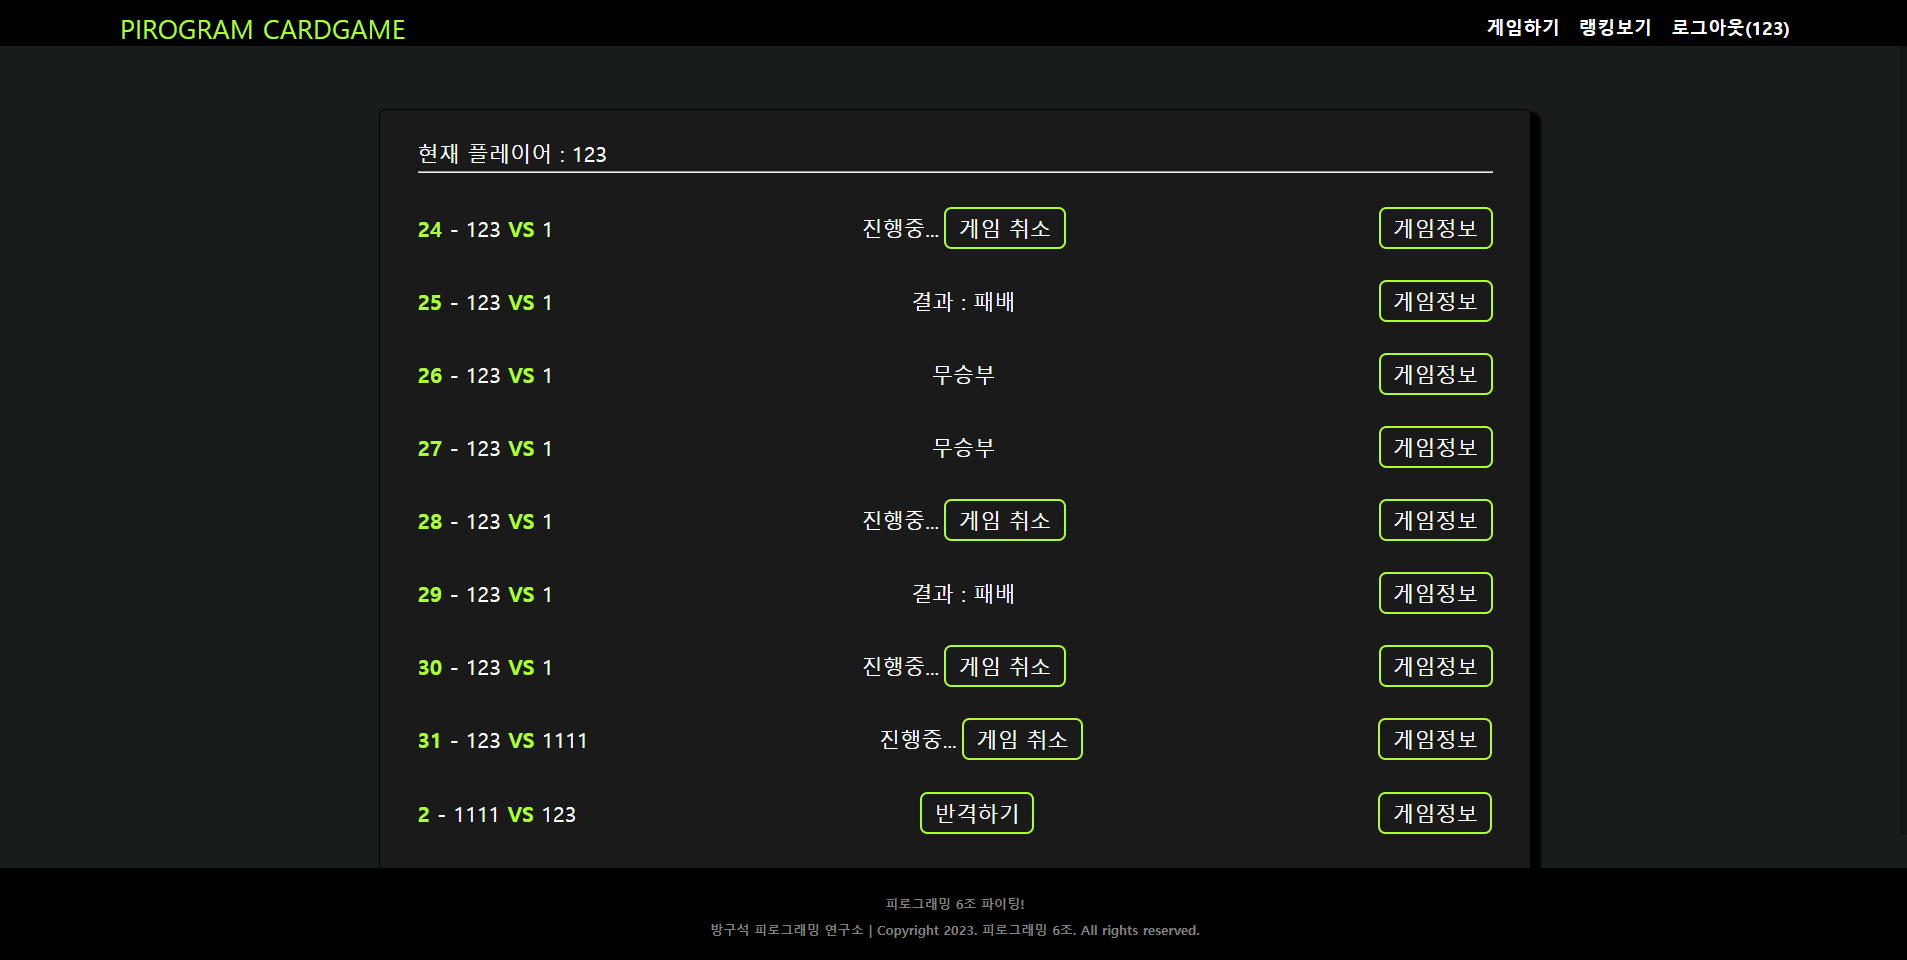 PIROGRAM CARDGAME 게임하기 랭킹보기 로그아웃(123)
현재 플레이어 : 123
24 - 123 VS 1 진행중... 게임 취소 게임정보
25 - 123 VS 1 결과 : 패배 게임정보
26 - 123 VS 1 무승부 게임정보
27 - 123 VS 1 무승부 게임정보
28 - 123 VS 1 진행중... 게임 취소 게임정보
29 - 123 VS 1 결과 : 패배 게임정보
30 - 123 VS 1 진행중... 게임 취소 게임정보
31 - 123 VS 1111 진행중... 게임 취소 게임정보
2 - 1111 VS 123 반격하기 게임정보
피로그래밍 6조 파이팅!
방구석 피로그래밍 연구소 | Copyright 2023. 피로그래밍 6조. All rights reserved.